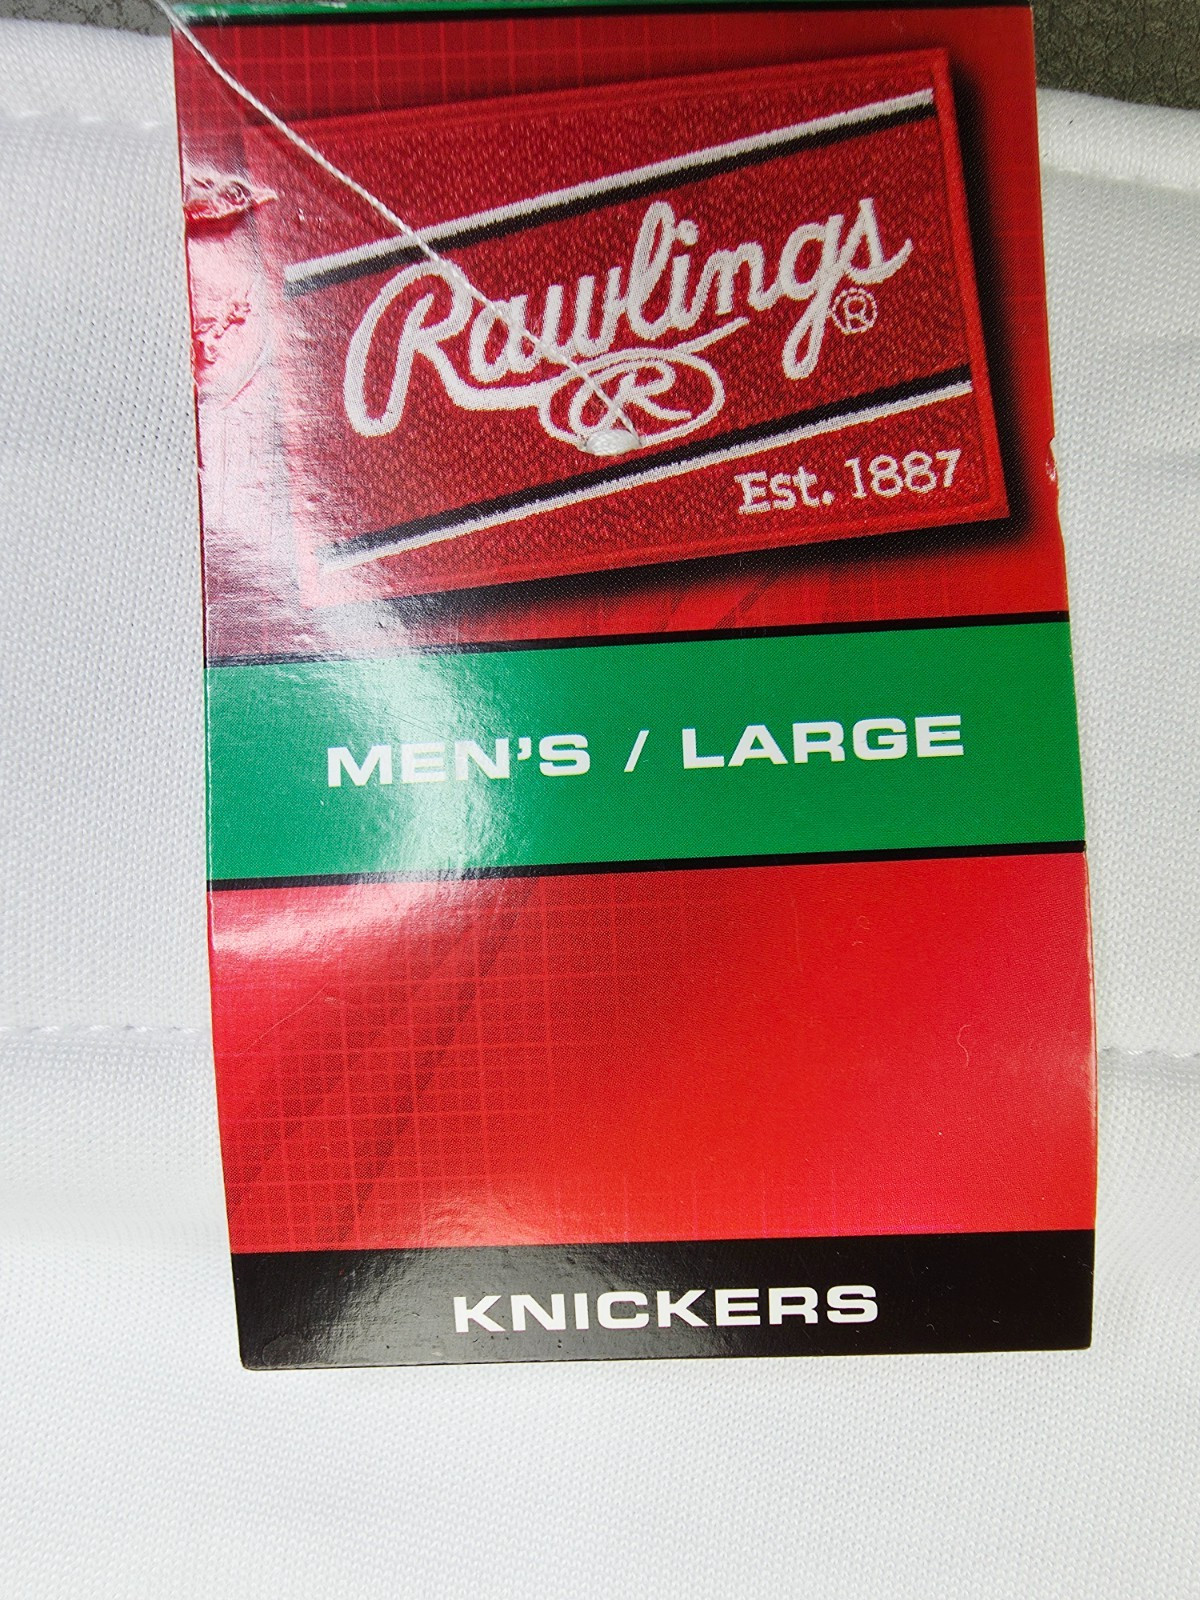 Rawlings ®
R
Est. 1887
MEN'S / LARGE
KNICKERS